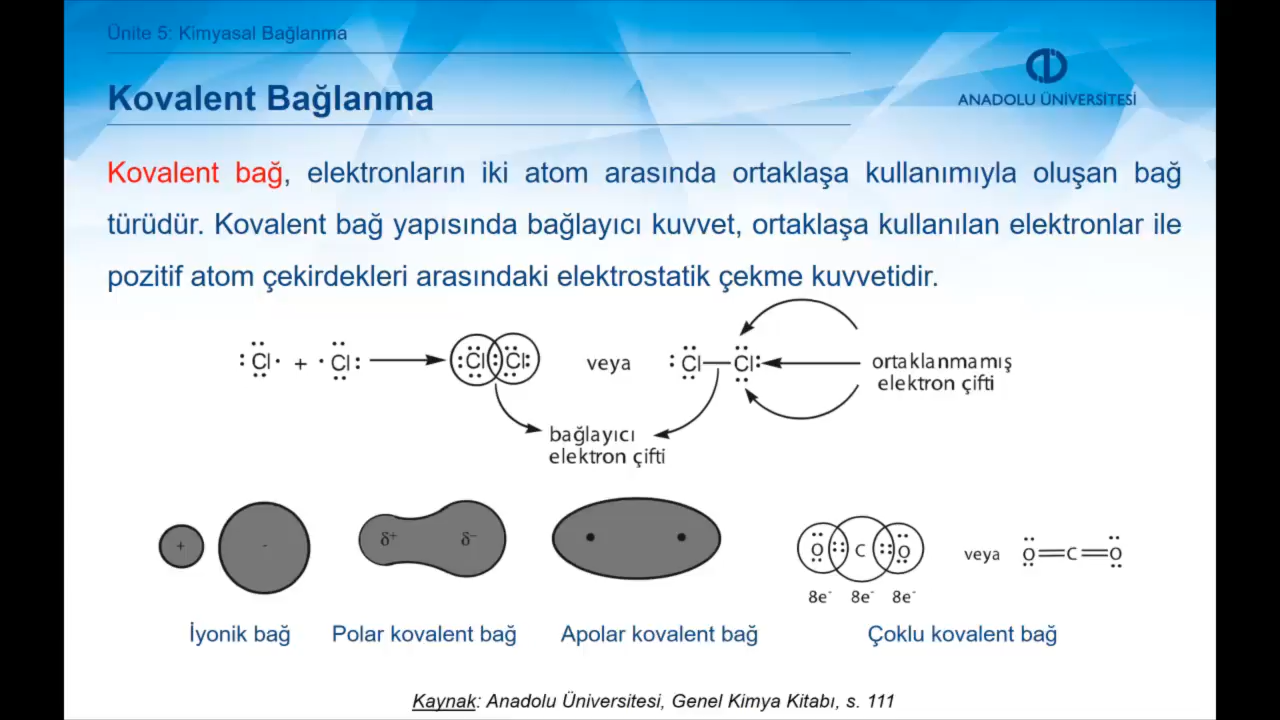 Ünite 5: Kimyasal Bağlanma
ANADOLU ÜNİVERSİTESİ
Kovalent Bağlanma
Kovalent bağ, elektronların iki atom arasında ortaklaşa kullanımıyla oluşan bağ
türüdür. Kovalent bağ yapısında bağlayıcı kuvvet, ortaklaşa kullanılan elektronlar ile
pozitif atom çekirdekleri arasındaki elektrostatik çekme kuvvetidir.
:Cl· + ·Cl: :Cl:Cl: veya :Cl—Cl: ortaklanmamış
elektron çifti
bağlayıcı
elektron çifti
+ - δ+ δ- O C O veya O=C=O
8e- 8e- 8e-
İyonik bağ Polar kovalent bağ Apolar kovalent bağ Çoklu kovalent bağ
Kaynak: Anadolu Üniversitesi, Genel Kimya Kitabı, s. 111